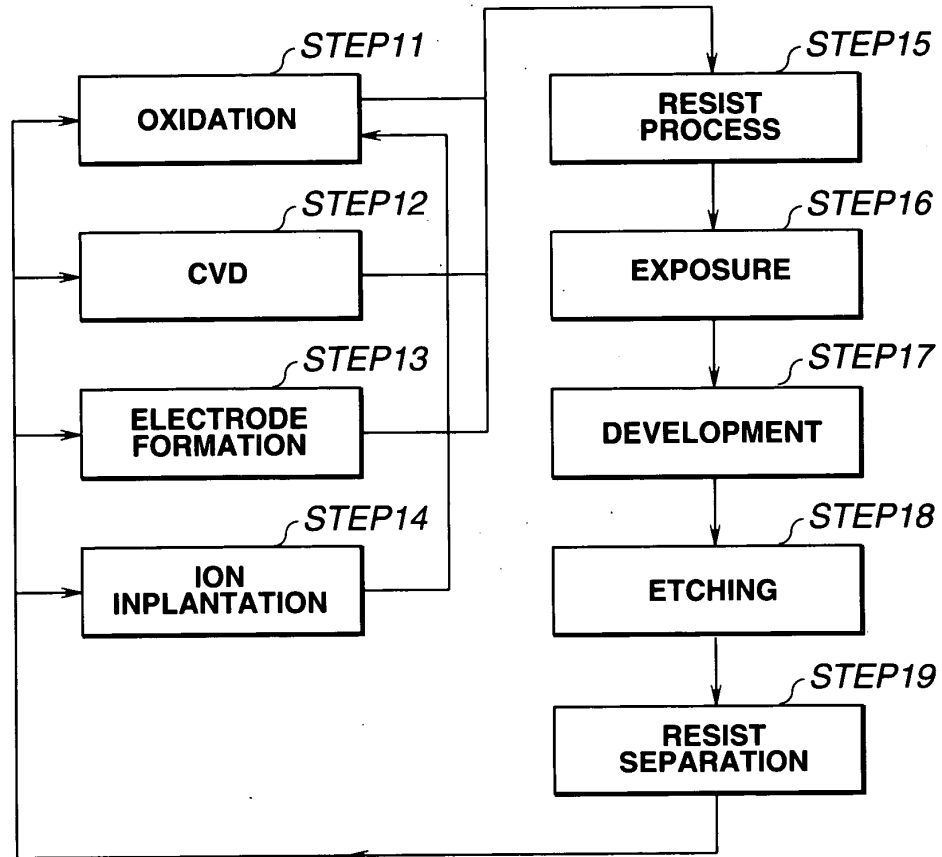 STEP11
OXIDATION
STEP12
CVD
STEP13
ELECTRODE
FORMATION
STEP14
ION
INPLANTATION
STEP15
RESIST
PROCESS
STEP16
EXPOSURE
STEP17
DEVELOPMENT
STEP18
ETCHING
STEP19
RESIST
SEPARATION